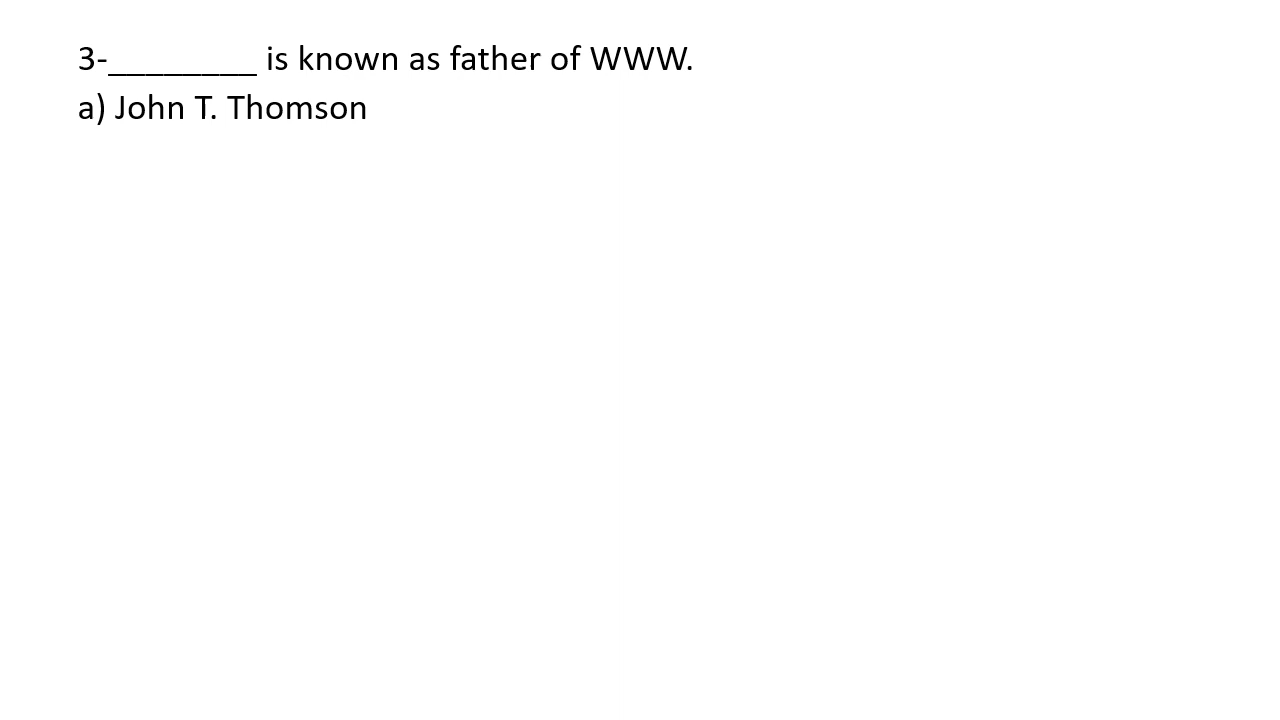 3-________ is known as father of WWW.
a) John T. Thomson